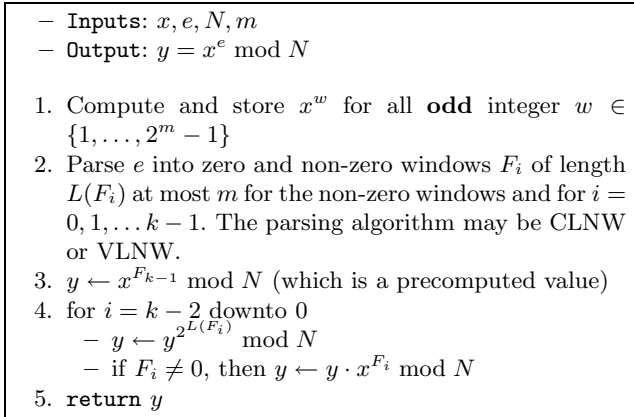 – Inputs: x, e, N, m
– Output: y = x^e mod N
1. Compute and store x^w for all odd integer w ∈
{1, . . . , 2^m − 1}
2. Parse e into zero and non-zero windows F_i of length
L(F_i) at most m for the non-zero windows and for i =
0, 1, . . . k − 1. The parsing algorithm may be CLNW
or VLNW.
3. y ← x^{F_{k−1}} mod N (which is a precomputed value)
4. for i = k − 2 downto 0
– y ← y^{2^{L(F_i)}} mod N
– if F_i ≠ 0, then y ← y · x^{F_i} mod N
5. return y